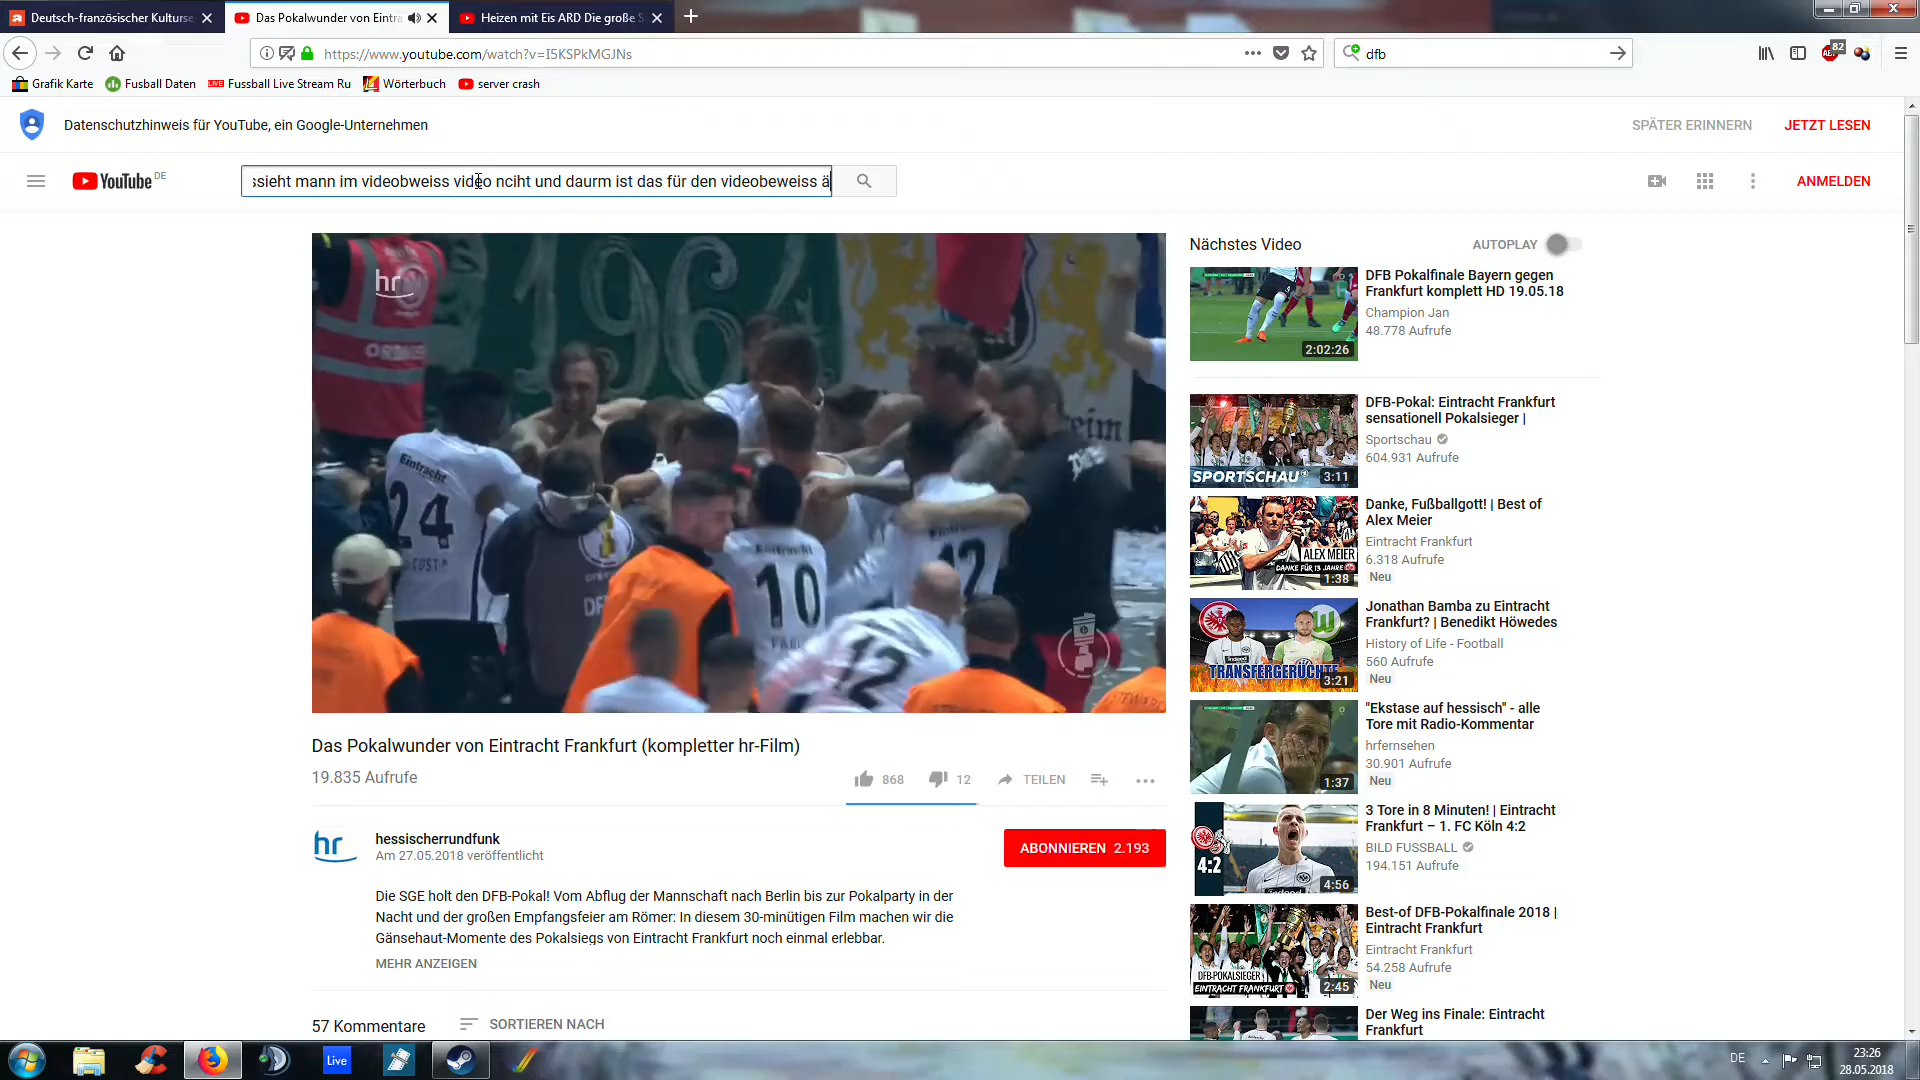 Deutsch-französischer Kulturse
Das Pokalwunder von Eintra
Heizen mit Eis ARD Die große S
https://www.youtube.com/watch?v=I5KSPkMGJNs
dfb
82
Grafik Karte
Fusball Daten
LIVE Fussball Live Stream Ru
Wörterbuch
server crash
Datenschutzhinweis für YouTube, ein Google-Unternehmen
SPÄTER ERINNERN
JETZT LESEN
YouTube DE
ssieht mann im videobweiss video nciht und daurm ist das für den videobeweiss ä
ANMELDEN
hr
1964
Eintracht
24
10
12
Das Pokalwunder von Eintracht Frankfurt (kompletter hr-Film)
19.835 Aufrufe
868
12
TEILEN
hr
hessischerrundfunk
Am 27.05.2018 veröffentlicht
ABONNIEREN 2.193
Die SGE holt den DFB-Pokal! Vom Abflug der Mannschaft nach Berlin bis zur Pokalparty in der
Nacht und der großen Empfangsfeier am Römer: In diesem 30-minütigen Film machen wir die
Gänsehaut-Momente des Pokalsiegs von Eintracht Frankfurt noch einmal erlebbar.
MEHR ANZEIGEN
57 Kommentare
SORTIEREN NACH
Nächstes Video
AUTOPLAY
2:02:26
DFB Pokalfinale Bayern gegen
Frankfurt komplett HD 19.05.18
Champion Jan
48.778 Aufrufe
SPORTSCHAU
3:11
DFB-Pokal: Eintracht Frankfurt
sensationell Pokalsieger |
Sportschau
604.931 Aufrufe
ALEX MEIER
DANKE FÜR 13 JAHRE
1:38
Danke, Fußballgott! | Best of
Alex Meier
Eintracht Frankfurt
6.318 Aufrufe
Neu
TRANSFERGERÜCHTE
3:21
Jonathan Bamba zu Eintracht
Frankfurt? | Benedikt Höwedes
History of Life - Football
560 Aufrufe
Neu
1:37
"Ekstase auf hessisch" - alle
Tore mit Radio-Kommentar
hrfernsehen
30.901 Aufrufe
Neu
4:2
4:56
3 Tore in 8 Minuten! | Eintracht
Frankfurt – 1. FC Köln 4:2
BILD FUSSBALL
194.151 Aufrufe
DFB-POKALSIEGER
EINTRACHT FRANKFURT
2:45
Best-of DFB-Pokalfinale 2018 |
Eintracht Frankfurt
Eintracht Frankfurt
54.258 Aufrufe
Neu
Der Weg ins Finale: Eintracht
Frankfurt
Live
DE
23:26
28.05.2018